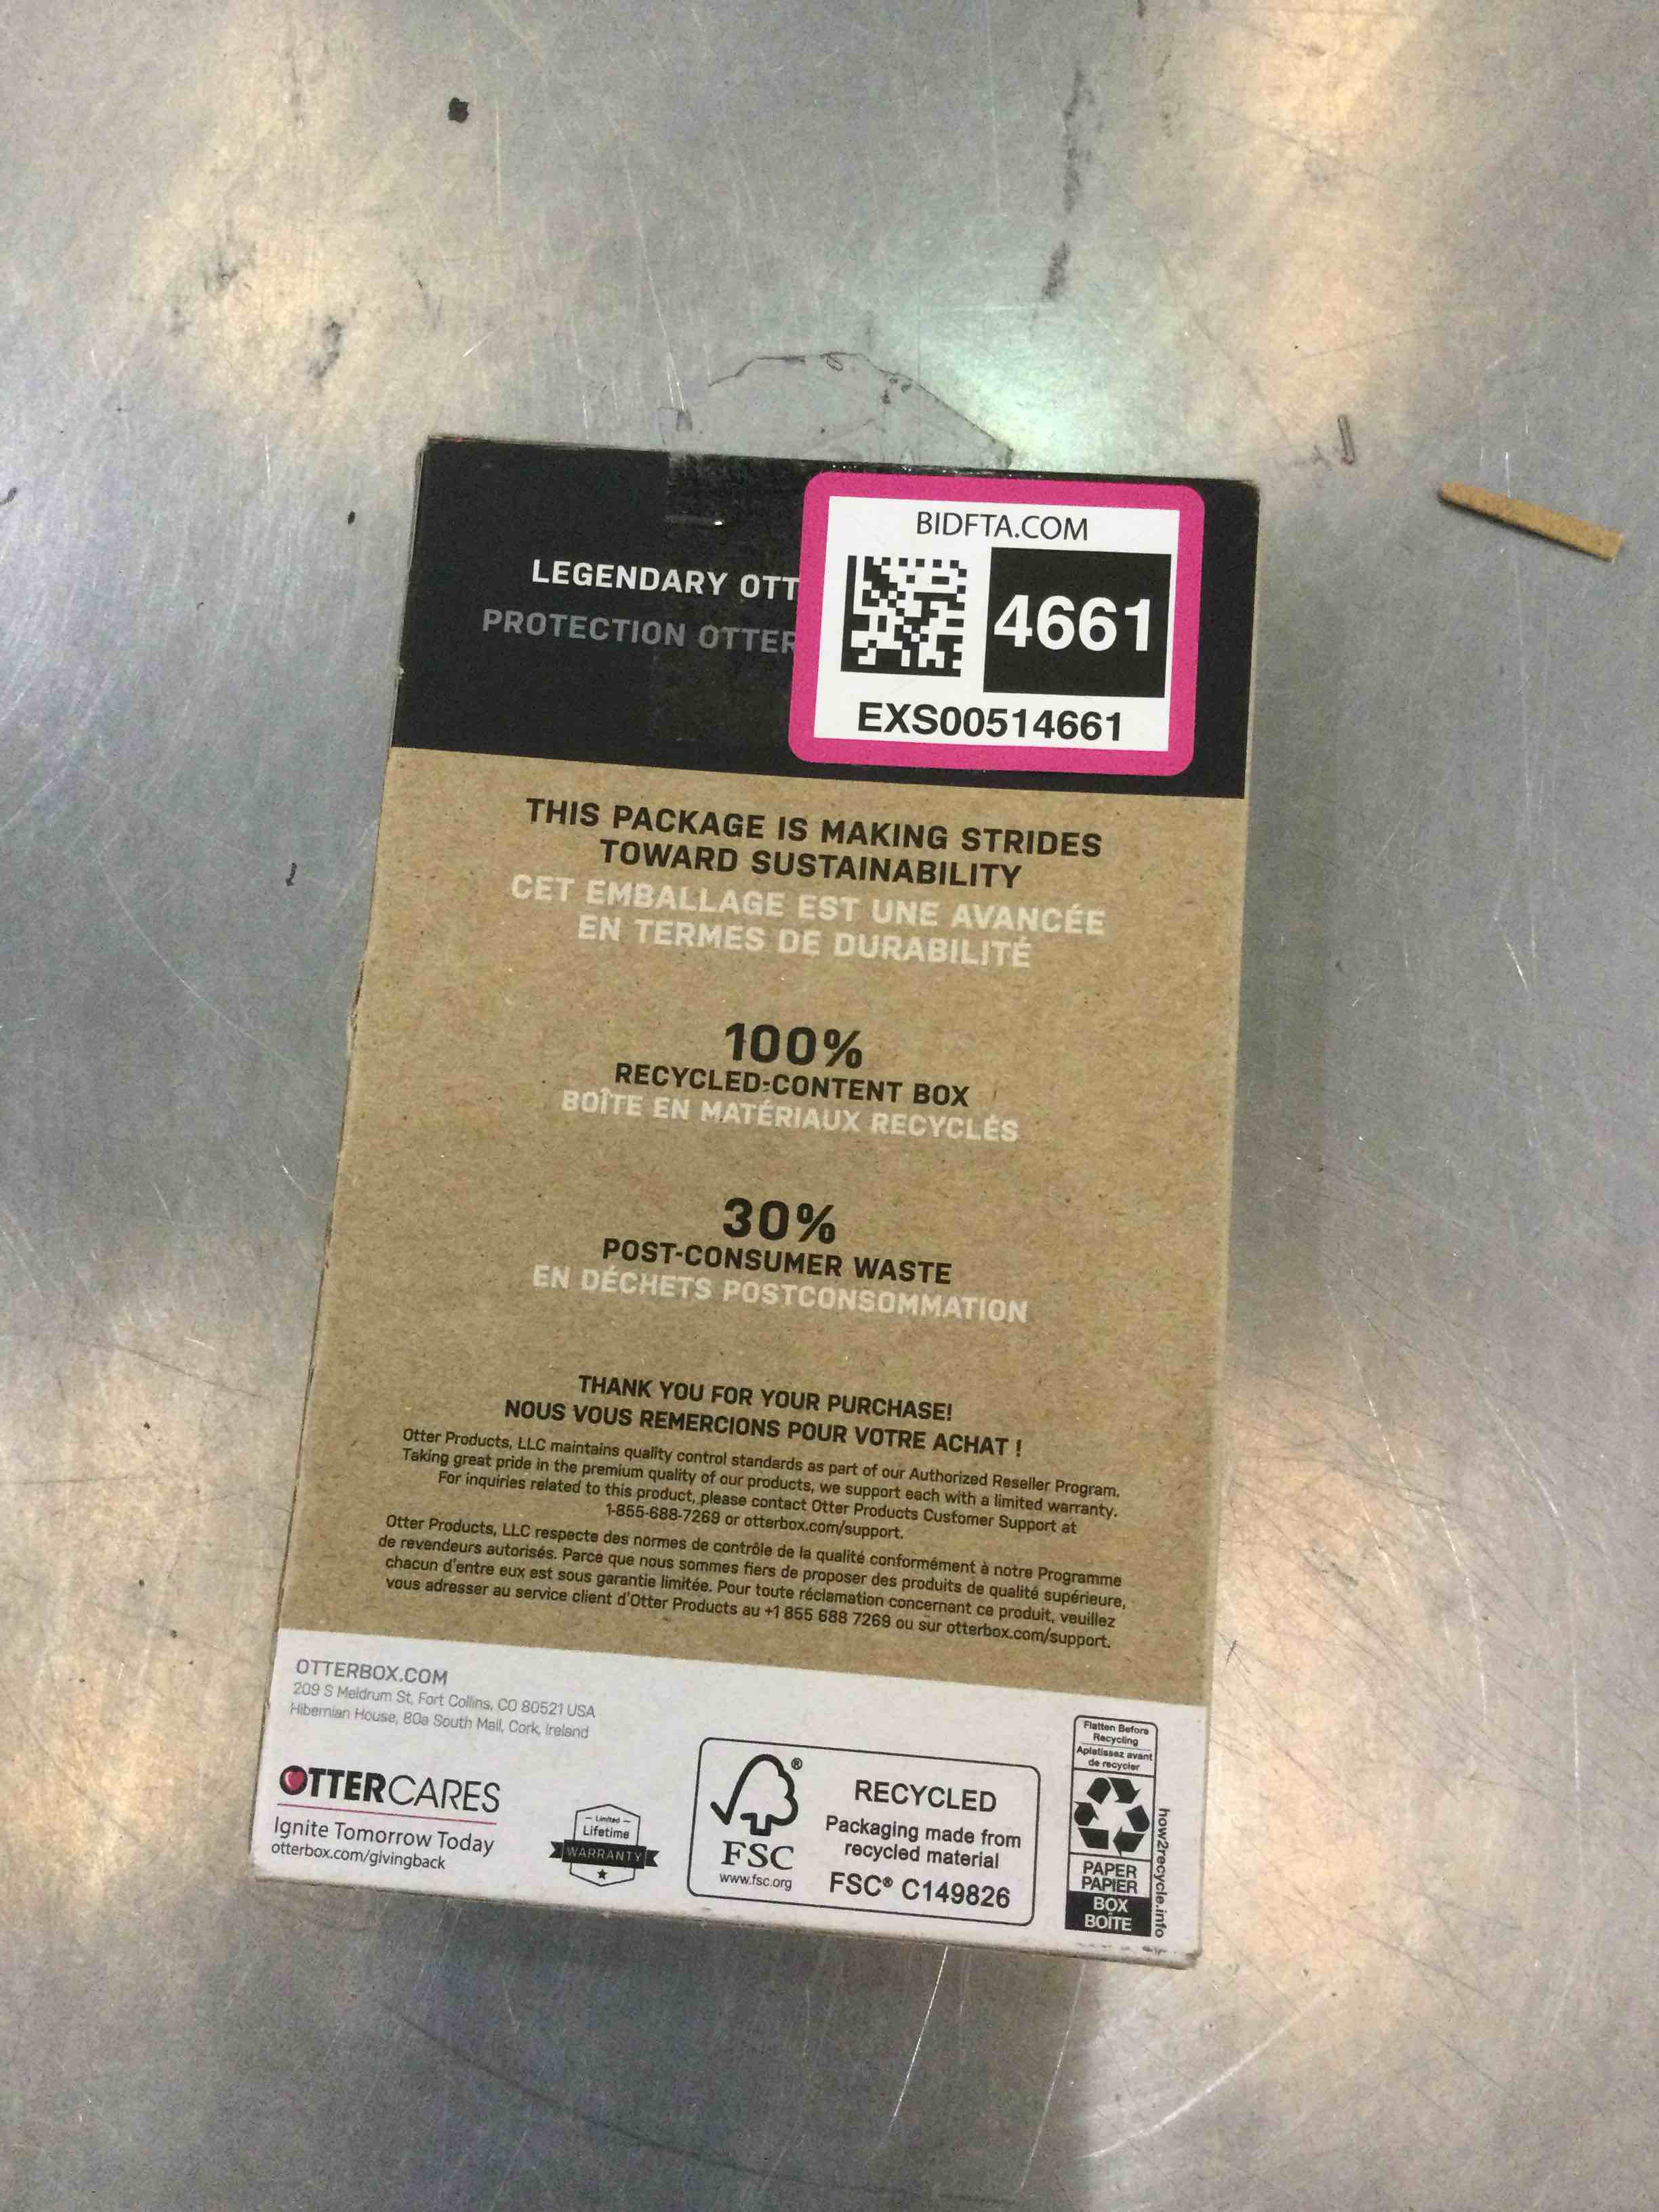 LEGENDARY OTT
PROTECTION OTTER
BIDFTA.COM
4661
EXS00514661
THIS PACKAGE IS MAKING STRIDES
TOWARD SUSTAINABILITY
CET EMBALLAGE EST UNE AVANCÉE
EN TERMES DE DURABILITÉ
100%
RECYCLED-CONTENT BOX
BOÎTE EN MATÉRIAUX RECYCLÉS
30%
POST-CONSUMER WASTE
EN DÉCHETS POSTCONSOMMATION
THANK YOU FOR YOUR PURCHASE!
NOUS VOUS REMERCIONS POUR VOTRE ACHAT !
Otter Products, LLC maintains quality control standards as part of our Authorized Reseller Program.
Taking great pride in the premium quality of our products, we support each with a limited warranty.
For inquiries related to this product, please contact Otter Products Customer Support at
1-855-688-7269 or otterbox.com/support.
Otter Products, LLC respecte des normes de contrôle de la qualité conformément à notre Programme
de revendeurs autorisés. Parce que nous sommes fiers de proposer des produits de qualité supérieure,
chacun d'entre eux est sous garantie limitée. Pour toute réclamation concernant ce produit, veuillez
vous adresser au service client d'Otter Products au +1 855 688 7269 ou sur otterbox.com/support.
OTTERBOX.COM
209 S Meldrum St, Fort Collins, CO 80521 USA
Hibernian House, 80a South Mall, Cork, Ireland
OTTERCARES
Ignite Tomorrow Today
otterbox.com/givingback
Limited
Lifetime
WARRANTY
FSC
www.fsc.org
RECYCLED
Packaging made from
recycled material
FSC® C149826
Flatten Before
Recycling
Aplatissez avant
de recycler
PAPER
PAPIER
BOX
BOÎTE
how2recycle.info